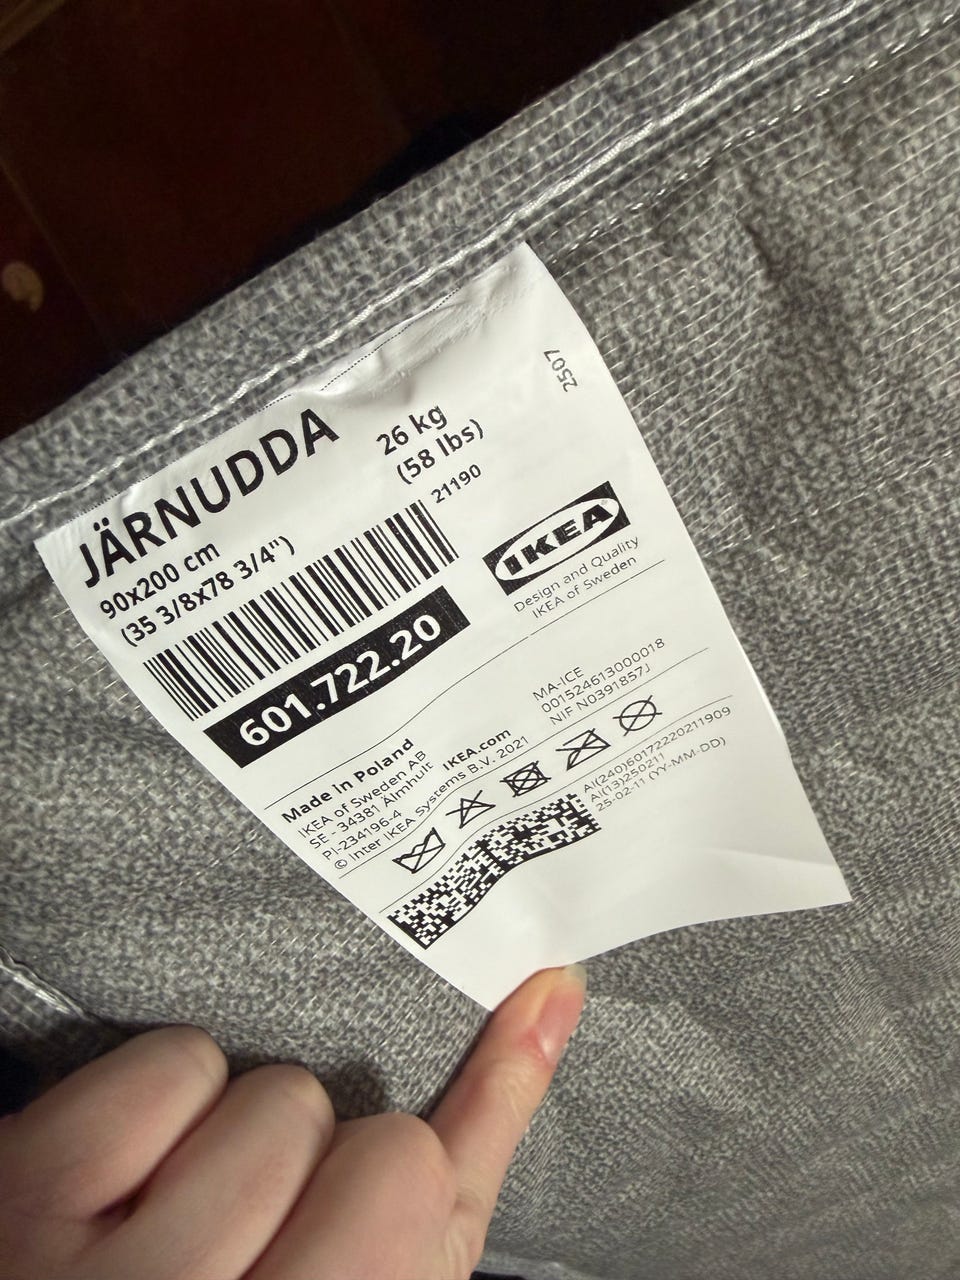 JÄRNUDDA
26 kg
(58 lbs)
2507
90x200 cm
(35 3/8x78 3/4")
21190
601.722.20
IKEA
Design and Quality
IKEA of Sweden
Made in Poland
IKEA of Sweden AB
SE - 34381 Älmhult
PI-234196-4
IKEA.com
© Inter IKEA Systems B.V. 2021
MA-ICE
001524613000018
NIF N0391857J
AI(240)60172220211909
AI(13)250211
25-02-11 (YY-MM-DD)